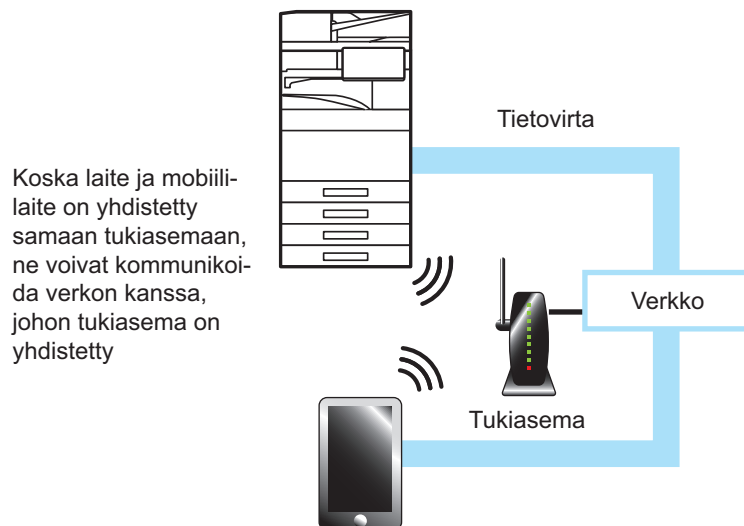 Tietovirta
Koska laite ja mobiili-
laite on yhdistetty
samaan tukiasemaan,
ne voivat kommunikoi-
da verkon kanssa,
johon tukiasema on
yhdistetty
Verkko
Tukiasema